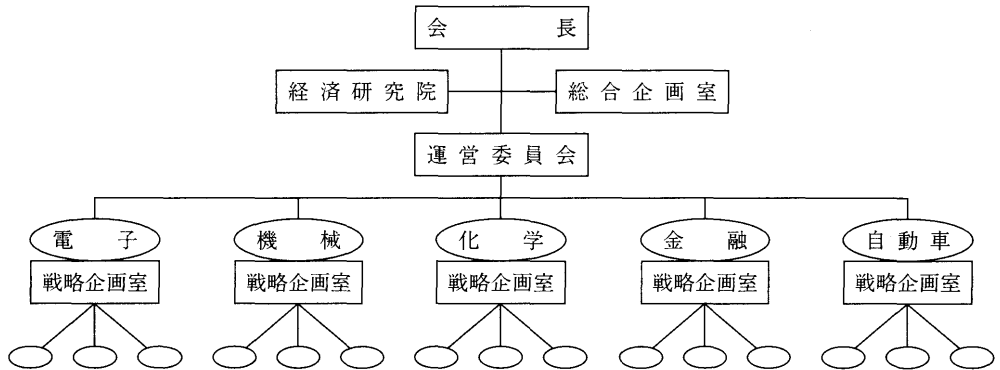 会長
経済研究院 総合企画室
運営委員会
電子 機械 化学 金融 自動車
戦略企画室 戦略企画室 戦略企画室 戦略企画室 戦略企画室